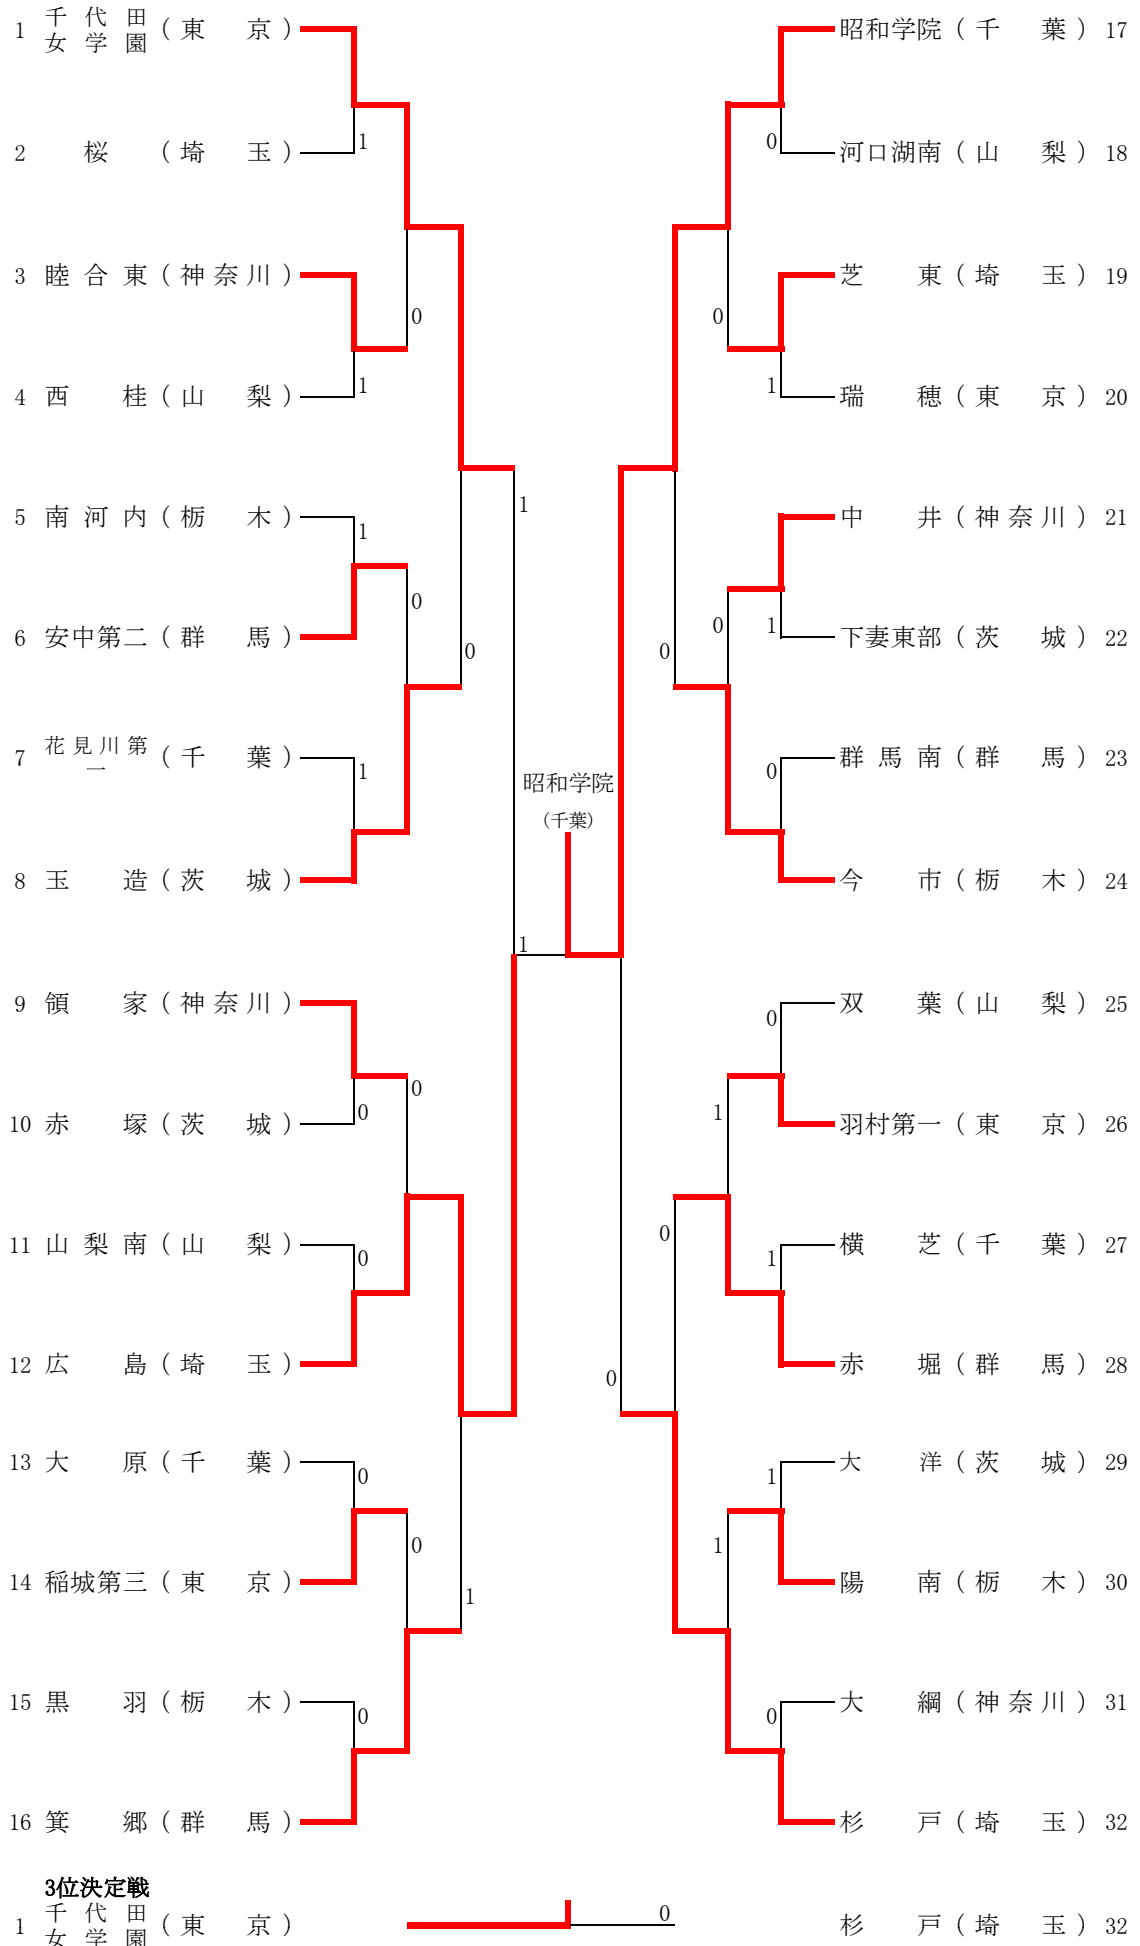 1 千代田女学園 (東京)
2 桜 (埼玉) 1
3 睦合東 (神奈川)
0
4 西桂 (山梨) 1
1
5 南河内 (栃木) 1
0
6 安中第二 (群馬)
0
7 花見川第一 (千葉) 1
8 玉造 (茨城)
9 領家 (神奈川)
0
10 赤塚 (茨城) 0
11 山梨南 (山梨) 0
12 広島 (埼玉)
13 大原 (千葉) 0
0
14 稲城第三 (東京)
1
15 黒羽 (栃木) 0
16 箕郷 (群馬)
昭和学院
(千葉)
1
昭和学院 (千葉) 17
0 河口湖南 (山梨) 18
芝東 (埼玉) 19
0
1 瑞穂 (東京) 20
中井 (神奈川) 21
0
1 下妻東部 (茨城) 22
0
0 群馬南 (群馬) 23
今市 (栃木) 24
0 双葉 (山梨) 25
1
羽村第一 (東京) 26
0
1 横芝 (千葉) 27
赤堀 (群馬) 28
0
1 大洋 (茨城) 29
1
陽南 (栃木) 30
0 大綱 (神奈川) 31
杉戸 (埼玉) 32
3位決定戦
1 千代田女学園 (東京) 0 杉戸 (埼玉) 32